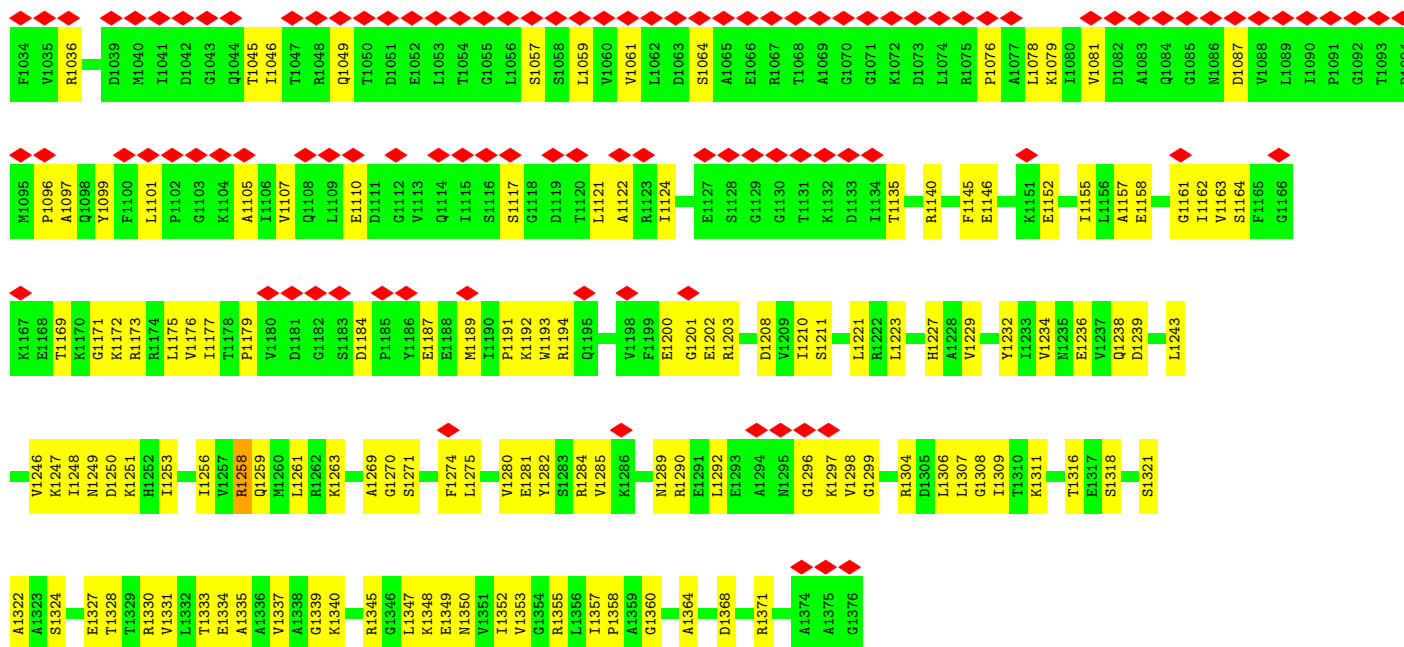 F1034 V1035 R1036 D1039 M1040 I1041 D1042 G1043 Q1044 T1045 I1046 T1047 R1048 Q1049 T1050 D1051 E1052 L1053 T1054 G1055 L1056 S1057 S1058 L1059 V1060 V1061 L1062 D1063 S1064 A1065 E1066 R1067 T1068 A1069 G1070 G1071 K1072 D1073 L1074 R1075 P1076 A1077 L1078 K1079 I1080 V1081 D1082 A1083 Q1084 G1085 N1086 D1087 V1088 L1089 I1090 P1091 G1092 T1093 D1094
M1095 P1096 A1097 Q1098 Y1099 F1100 L1101 P1102 G1103 K1104 A1105 I1106 V1107 Q1108 L1109 E1110 D1111 G1112 V1113 Q1114 I1115 S1116 S1117 G1118 D1119 T1120 L1121 A1122 R1123 I1124 E1127 S1128 G1129 G1130 T1131 K1132 D1133 I1134 T1135 R1140 F1145 E1146 K1151 E1152 I1155 L1156 A1157 E1158 G1161 I1162 V1163 S1164 F1165 G1166
K1167 E1168 T1169 K1170 G1171 K1172 R1173 R1174 L1175 V1176 I1177 T1178 P1179 V1180 D1181 G1182 S1183 D1184 P1185 Y1186 E1187 E1188 M1189 I1190 P1191 K1192 W1193 R1194 Q1195 V1198 F1199 E1200 G1201 E1202 R1203 D1208 V1209 I1210 S1211 L1221 R1222 L1223 H1227 A1228 V1229 Y1232 I1233 V1234 N1235 E1236 V1237 Q1238 D1239 L1243
V1246 K1247 I1248 N1249 D1250 K1251 H1252 I1253 I1256 V1257 R1258 Q1259 M1260 L1261 R1262 K1263 A1269 G1270 S1271 F1274 L1275 V1280 E1281 Y1282 S1283 R1284 V1285 K1286 N1289 R1290 E1291 L1292 E1293 A1294 N1295 G1296 K1297 V1298 G1299 R1304 D1305 L1306 L1307 G1308 I1309 T1310 K1311 T1316 E1317 S1318 S1321
A1322 A1323 S1324 E1327 T1328 T1329 R1330 V1331 L1332 T1333 E1334 A1335 A1336 V1337 A1338 G1339 K1340 R1345 G1346 L1347 K1348 E1349 N1350 V1351 I1352 V1353 G1354 R1355 L1356 I1357 P1358 A1359 G1360 A1364 D1368 R1371 A1374 A1375 G1376